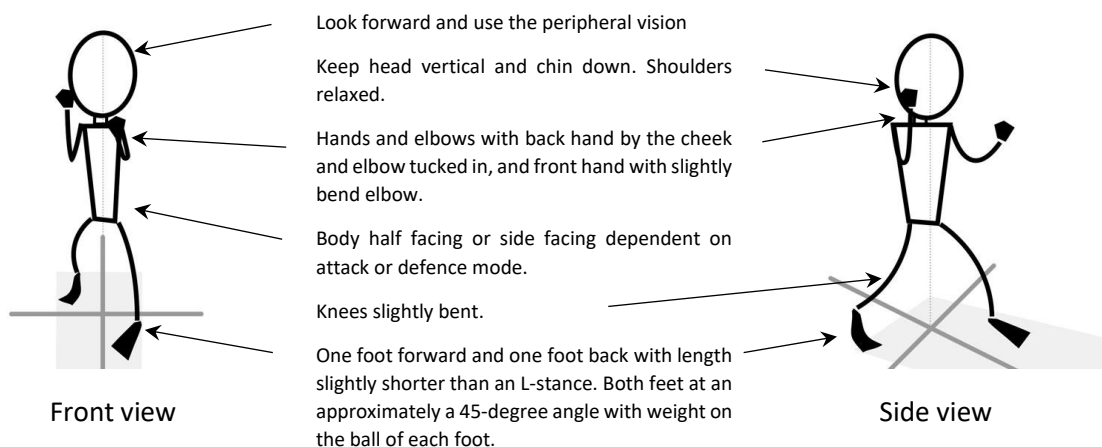 Look forward and use the peripheral vision
Keep head vertical and chin down. Shoulders
relaxed.
Hands and elbows with back hand by the cheek
and elbow tucked in, and front hand with slightly
bend elbow.
Body half facing or side facing dependent on
attack or defence mode.
Knees slightly bent.
One foot forward and one foot back with length
slightly shorter than an L-stance. Both feet at an
approximately a 45-degree angle with weight on
the ball of each foot.
Front view
Side view